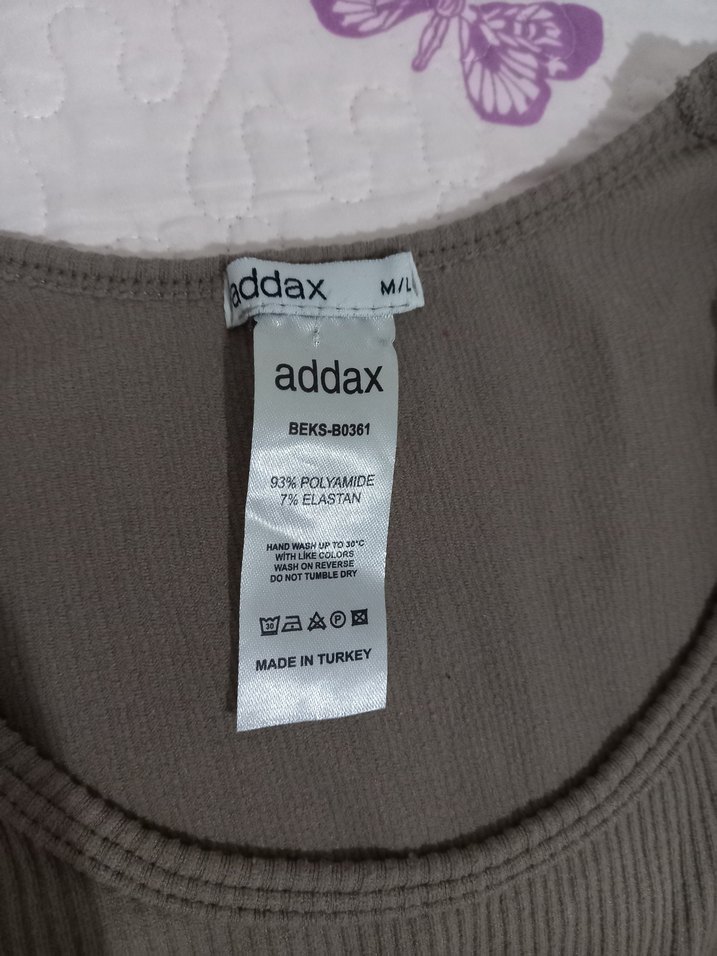 addax M/L
addax
BEKS-B0361
93% POLYAMIDE
7% ELASTAN
HAND WASH UP TO 30°C
WITH LIKE COLORS
WASH ON REVERSE
DO NOT TUMBLE DRY
30 P
MADE IN TURKEY